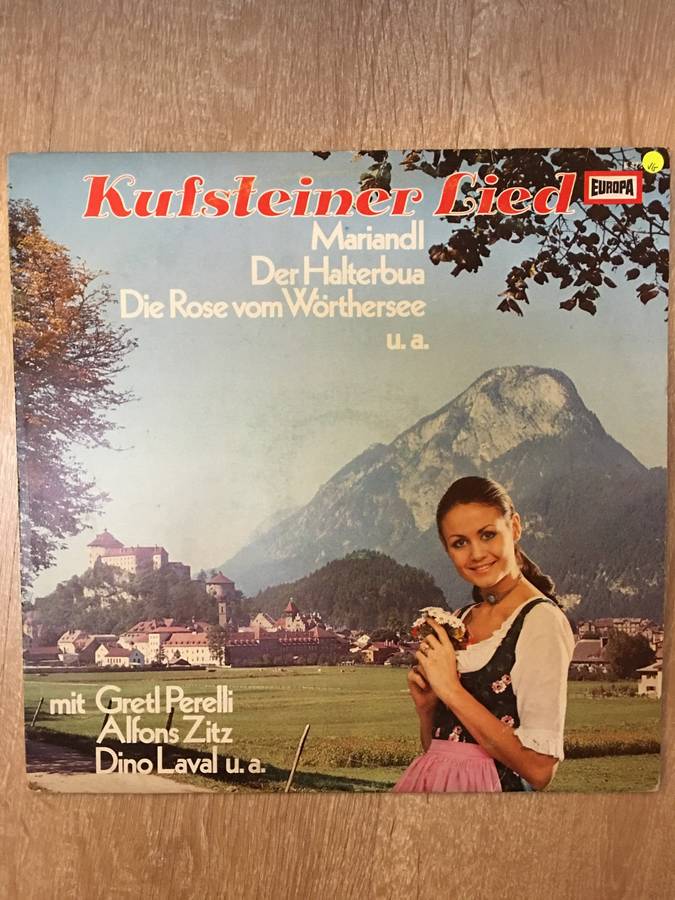 Kufsteiner Lied
EUROPA
Mariandl
Der Halterbua
Die Rose vom Wörthersee
u. a.
mit Gretl Perelli
Alfons Zitz
Dino Laval u. a.